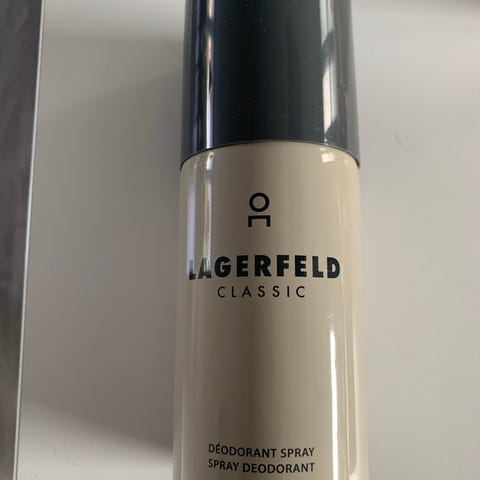 LAGERFELD
CLASSIC
DÉODORANT SPRAY
SPRAY DEODORANT